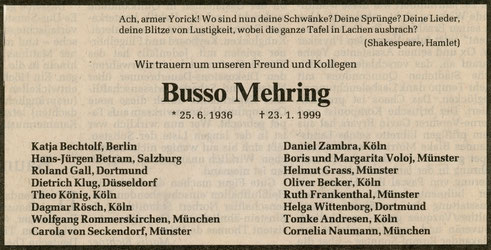 Ach, armer Yorick! Wo sind nun deine Schwänke? Deine Sprünge? Deine Lieder,
deine Blitze von Lustigkeit, wobei die ganze Tafel in Lachen ausbrach?
(Shakespeare, Hamlet)
Wir trauern um unseren Freund und Kollegen
Busso Mehring
* 25. 6. 1936 † 23. 1. 1999
Katja Bechtolf, Berlin
Hans-Jürgen Betram, Salzburg
Roland Gall, Dortmund
Dietrich Klug, Düsseldorf
Theo König, Köln
Dagmar Rösch, Köln
Wolfgang Rommerskirchen, München
Carola von Seckendorf, Münster
Daniel Zambra, Köln
Boris und Margarita Voloj, Münster
Helmut Grass, Münster
Oliver Becker, Köln
Ruth Frankenthal, Münster
Helga Wittenborg, Dortmund
Tomke Andresen, Köln
Cornelia Naumann, München